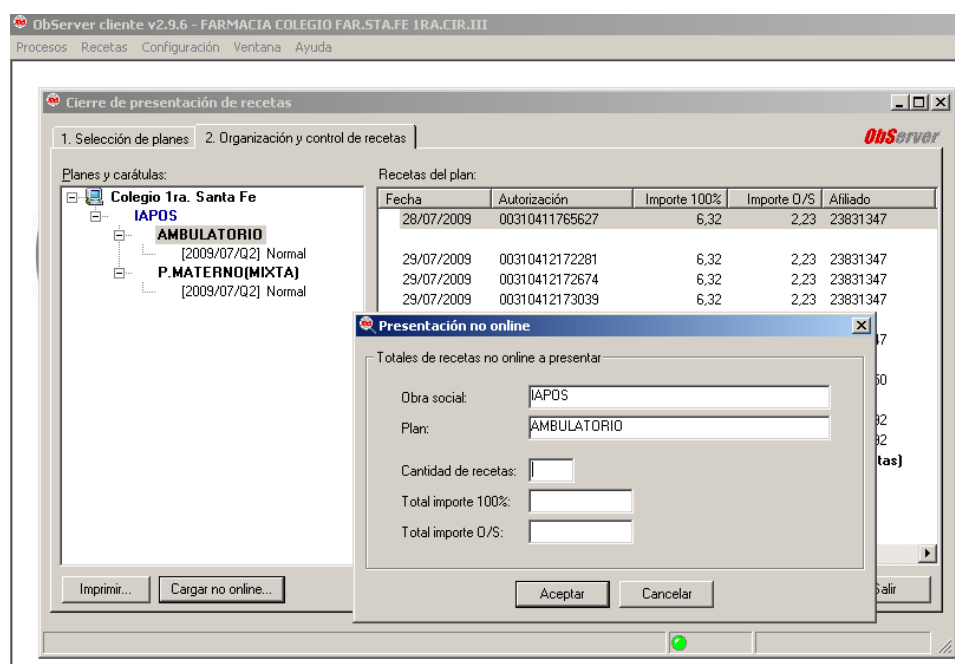 ObServer cliente v2.9.6 - FARMACIA COLEGIO FAR.STA.FE 1RA.CIR.III
Procesos Recetas Configuración Ventana Ayuda
Cierre de presentación de recetas
1. Selección de planes 2. Organización y control de recetas
ObServer
Planes y carátulas:
Colegio 1ra. Santa Fe
IAPOS
AMBULATORIO
[2009/07/Q2] Normal
P.MATERNO(MIXTA)
[2009/07/Q2] Normal
Recetas del plan:
Fecha Autorización Importe 100% Importe O/S Afiliado
28/07/2009 00310411765627 6,32 2,23 23831347
29/07/2009 00310412172281 6,32 2,23 23831347
29/07/2009 00310412172674 6,32 2,23 23831347
29/07/2009 00310412173039 6,32 2,23 23831347
47
50
92
92
tas)
Presentación no online
Totales de recetas no online a presentar
Obra social: IAPOS
Plan: AMBULATORIO
Cantidad de recetas:
Total importe 100%:
Total importe O/S:
Aceptar Cancelar
Imprimir... Cargar no online... Salir